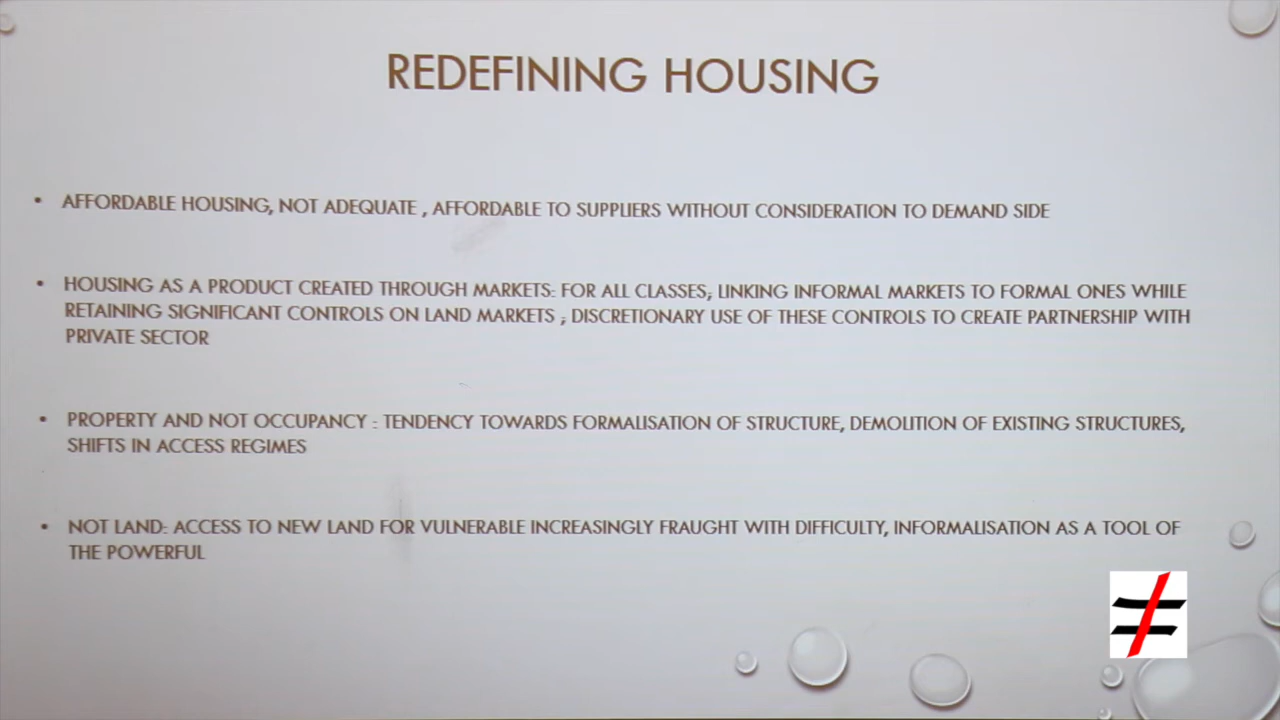 REDEFINING HOUSING
• AFFORDABLE HOUSING, NOT ADEQUATE , AFFORDABLE TO SUPPLIERS WITHOUT CONSIDERATION TO DEMAND SIDE
• HOUSING AS A PRODUCT CREATED THROUGH MARKETS: FOR ALL CLASSES; LINKING INFORMAL MARKETS TO FORMAL ONES WHILE
RETAINING SIGNIFICANT CONTROLS ON LAND MARKETS ; DISCRETIONARY USE OF THESE CONTROLS TO CREATE PARTNERSHIP WITH
PRIVATE SECTOR
• PROPERTY AND NOT OCCUPANCY : TENDENCY TOWARDS FORMALISATION OF STRUCTURE, DEMOLITION OF EXISTING STRUCTURES,
SHIFTS IN ACCESS REGIMES
• NOT LAND: ACCESS TO NEW LAND FOR VULNERABLE INCREASINGLY FRAUGHT WITH DIFFICULTY, INFORMALISATION AS A TOOL OF
THE POWERFUL